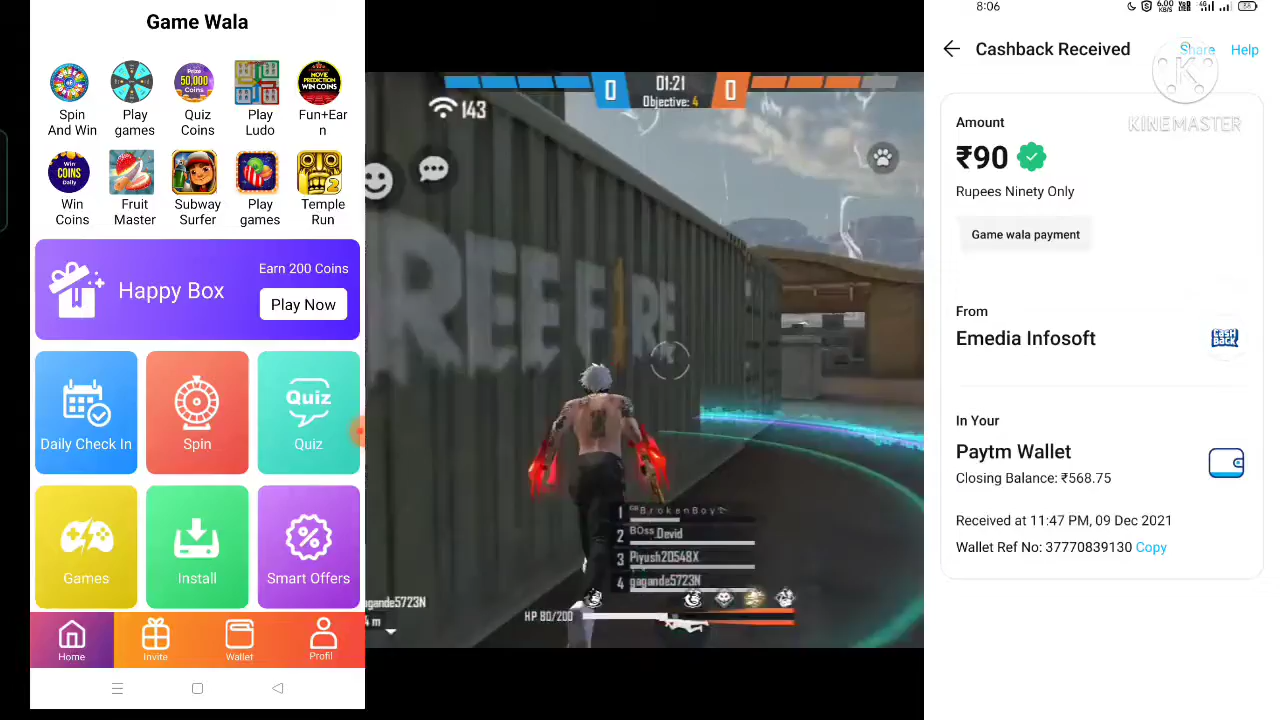 Game Wala
Spin And Win
Play games
Quiz Coins
Play Ludo
Fun+Ear n
Win Coins
Fruit Master
Subway Surfer
Play games
Temple Run
Happy Box
Earn 200 Coins
Play Now
Daily Check In
Spin
Quiz
Games
Install
Smart Offers
Home
Invite
Wallet
Profil
0
01:21
0
Objective: 4
143
FREE FIRE
1 BrokenBoy
2 BOss_Devid
3 Piyush20548X
4 gagande5723N
gagande5723N
4 m
HP 80/200
8:06
Cashback Received
Share
Help
KINEMASTER
Amount
₹90
Rupees Ninety Only
Game wala payment
From
Emedia Infosoft
In Your
Paytm Wallet
Closing Balance: ₹568.75
Received at 11:47 PM, 09 Dec 2021
Wallet Ref No: 37770839130 Copy